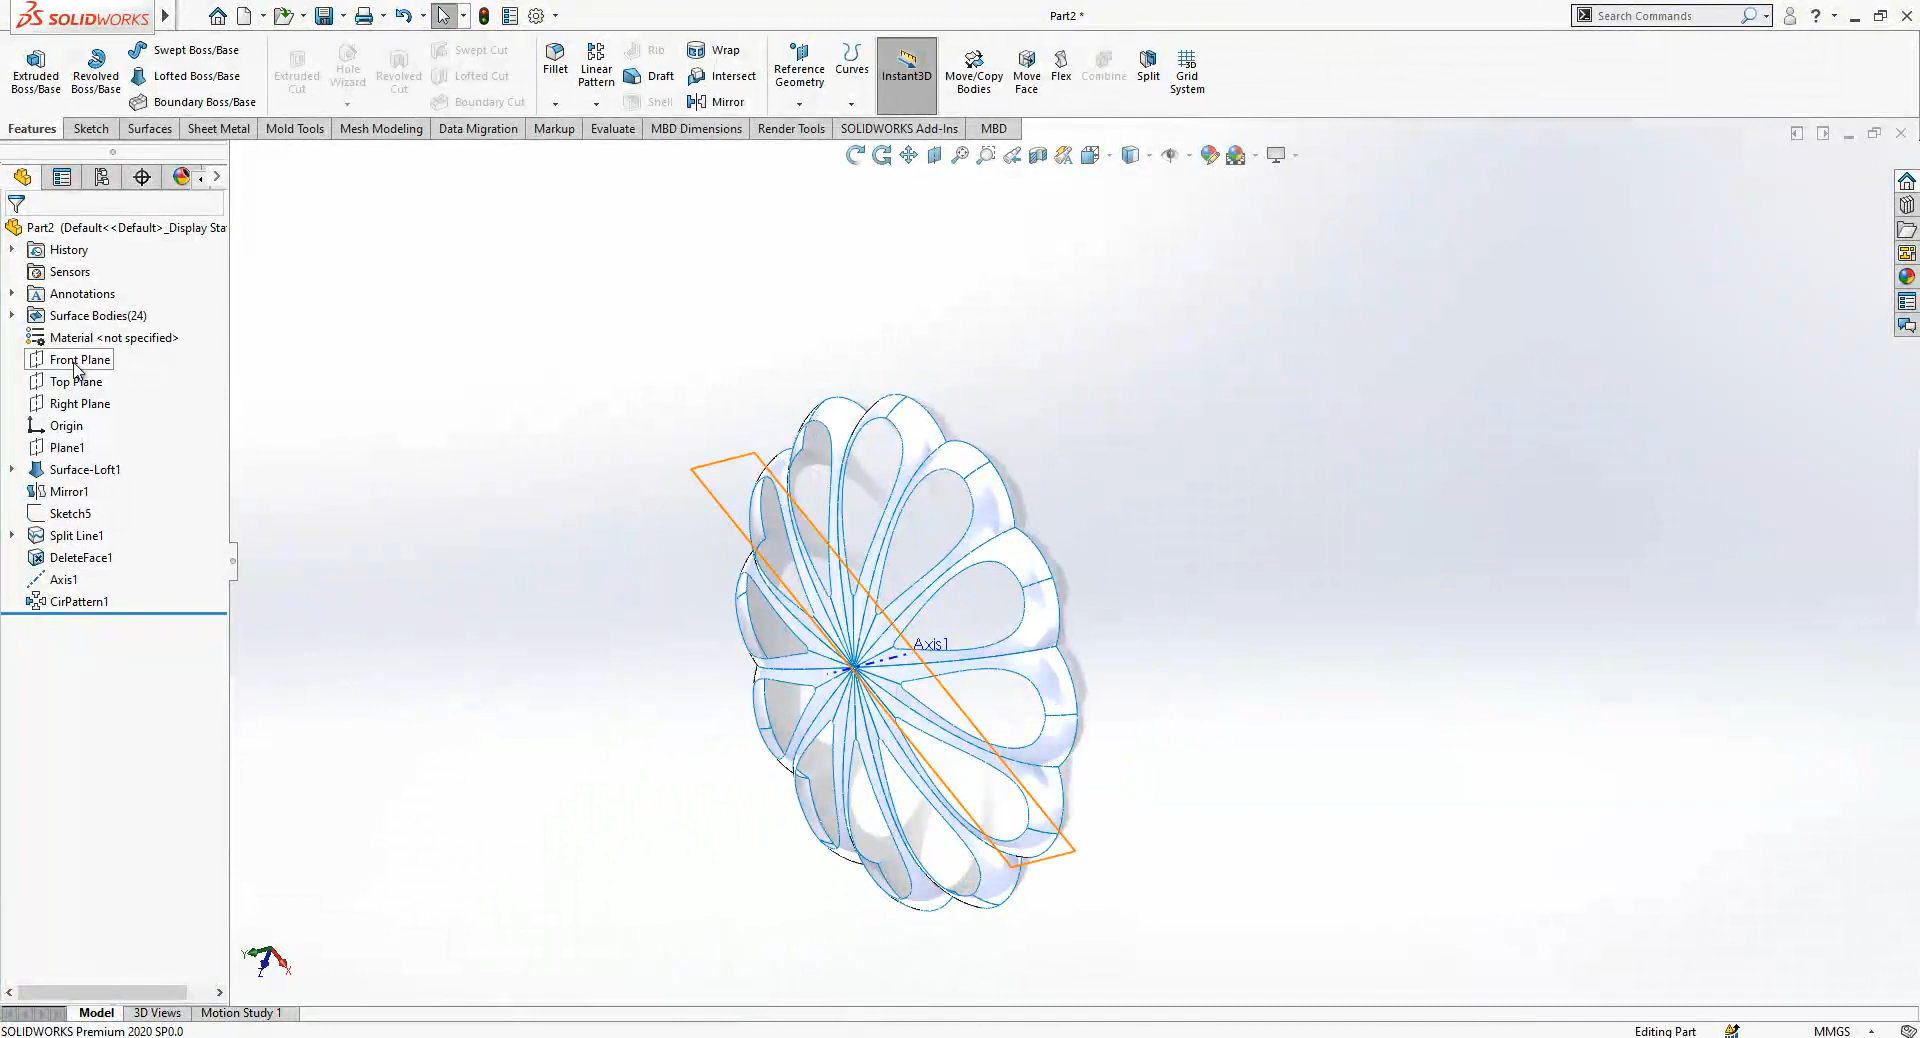 SOLIDWORKS
Part2 *
Search Commands
?
Extruded Boss/Base
Revolved Boss/Base
Swept Boss/Base
Lofted Boss/Base
Boundary Boss/Base
Extruded Cut
Hole Wizard
Revolved Cut
Swept Cut
Lofted Cut
Boundary Cut
Fillet
Linear Pattern
Rib
Draft
Shell
Wrap
Intersect
Mirror
Reference Geometry
Curves
Instant3D
Move/Copy Bodies
Move Face
Flex
Combine
Split
Grid System
Features
Sketch
Surfaces
Sheet Metal
Mold Tools
Mesh Modeling
Data Migration
Markup
Evaluate
MBD Dimensions
Render Tools
SOLIDWORKS Add-Ins
MBD
Part2 (Default<<Default>_Display Sta
History
Sensors
Annotations
Surface Bodies(24)
Material <not specified>
Front Plane
Top Plane
Right Plane
Origin
Plane1
Surface-Loft1
Mirror1
Sketch5
Split Line1
DeleteFace1
Axis1
CirPattern1
Axis1
Y
Z
X
Model
3D Views
Motion Study 1
SOLIDWORKS Premium 2020 SP0.0
Editing Part
MMGS